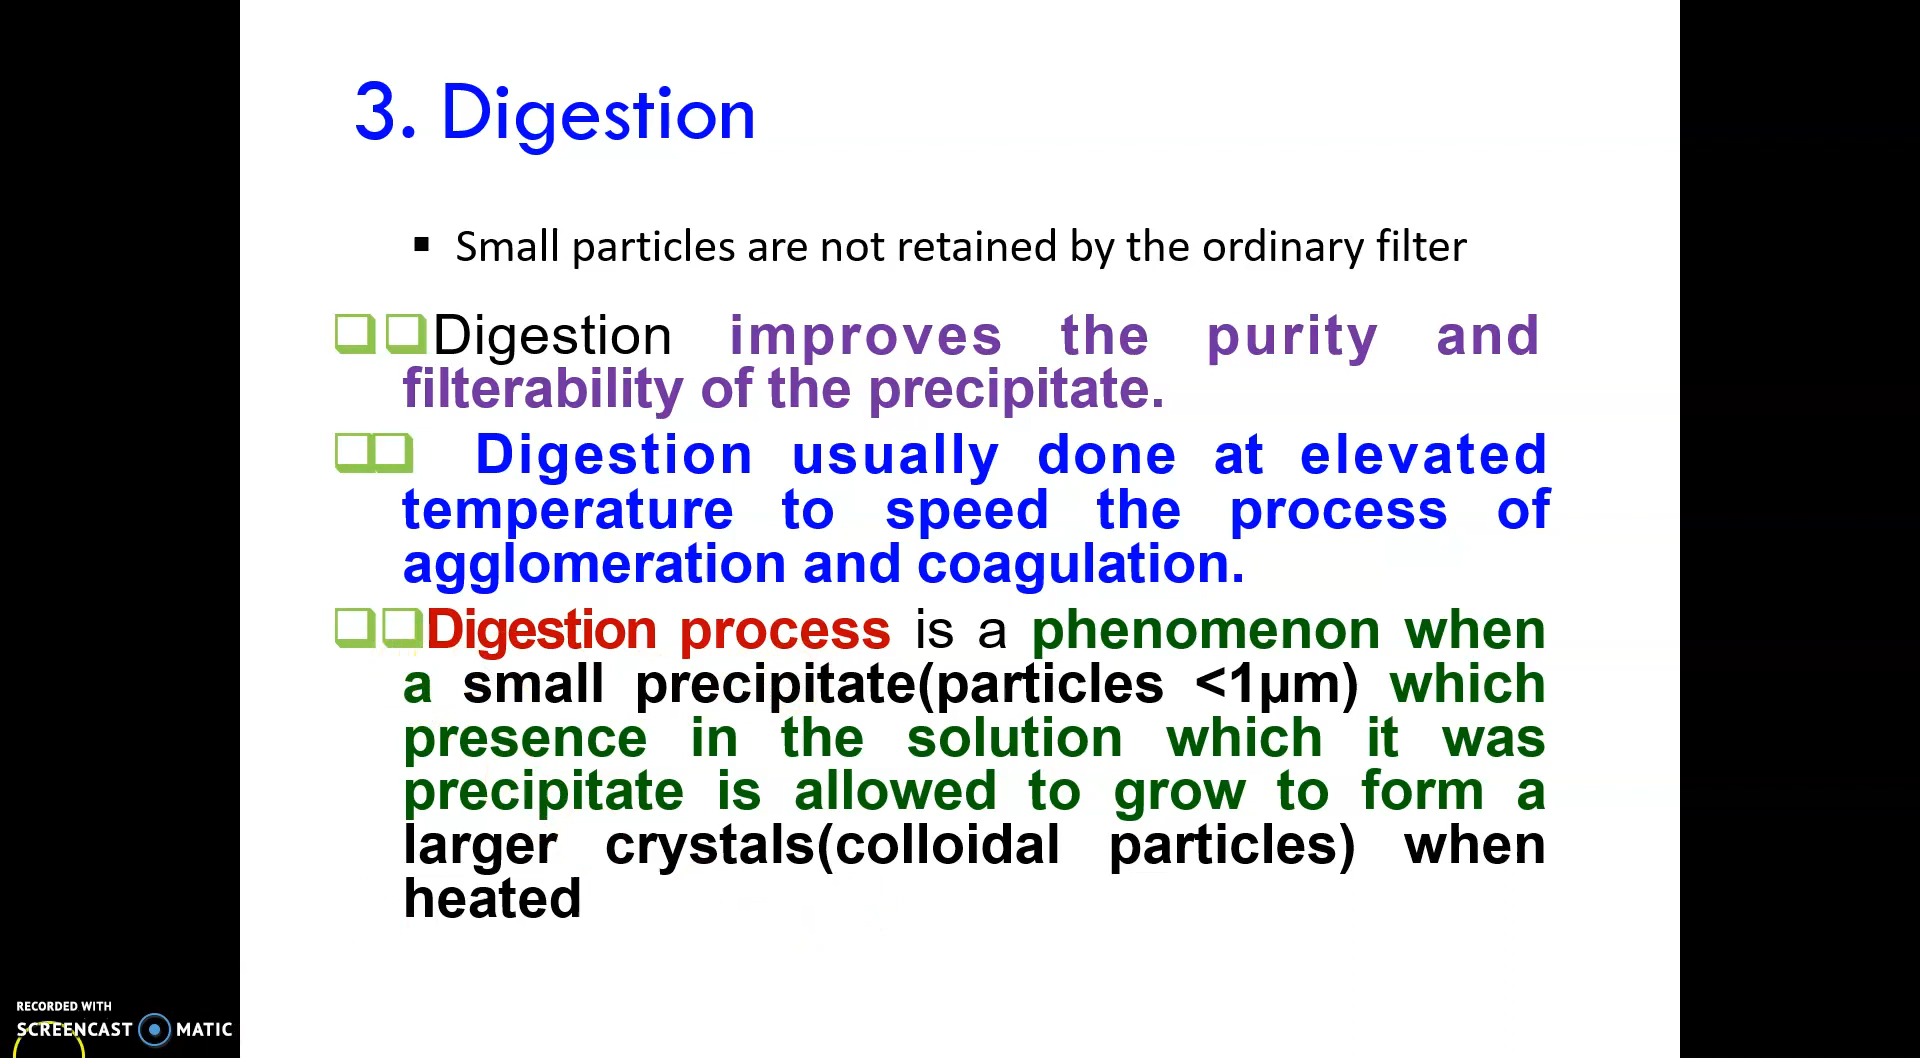 3. Digestion
▪ Small particles are not retained by the ordinary filter
❑❑Digestion improves the purity and
filterability of the precipitate.
❑❑ Digestion usually done at elevated
temperature to speed the process of
agglomeration and coagulation.
❑❑Digestion process is a phenomenon when
a small precipitate(particles <1µm) which
presence in the solution which it was
precipitate is allowed to grow to form a
larger crystals(colloidal particles) when
heated
RECORDED WITH
SCREENCAST MATIC